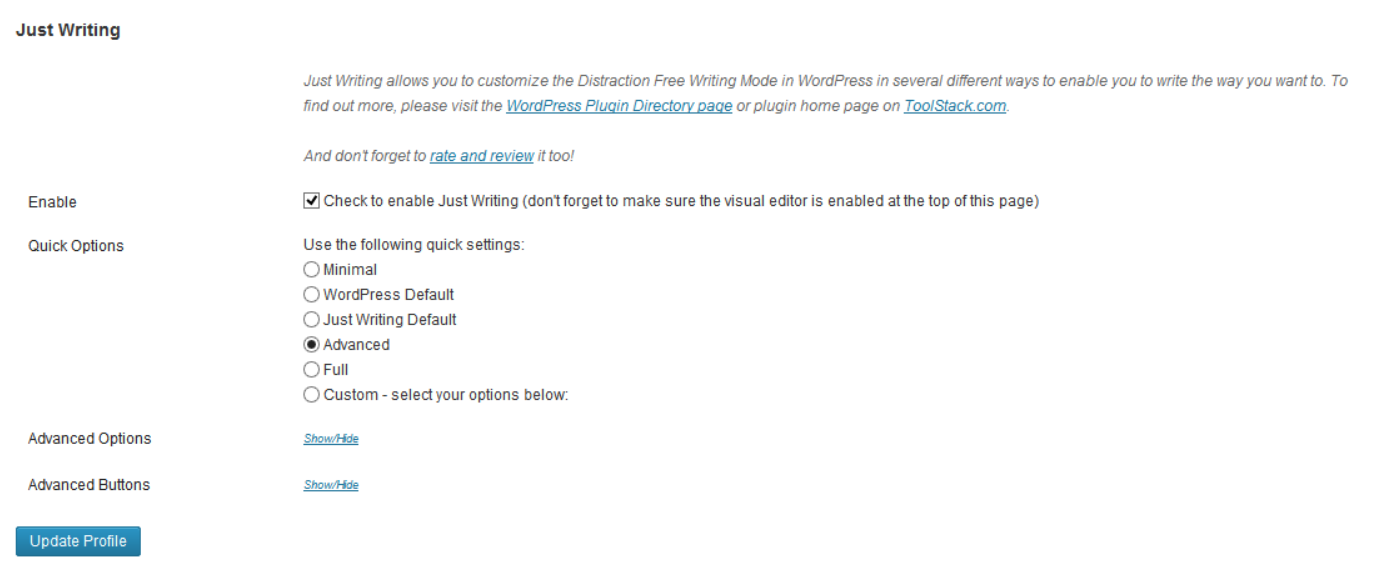 Just Writing
Just Writing allows you to customize the Distraction Free Writing Mode in WordPress in several different ways to enable you to write the way you want to. To
find out more, please visit the WordPress Plugin Directory page or plugin home page on ToolStack.com.
And don't forget to rate and review it too!
Enable
Check to enable Just Writing (don't forget to make sure the visual editor is enabled at the top of this page)
Quick Options
Use the following quick settings:
Minimal
WordPress Default
Just Writing Default
Advanced
Full
Custom - select your options below:
Advanced Options
Show/Hide
Advanced Buttons
Show/Hide
Update Profile